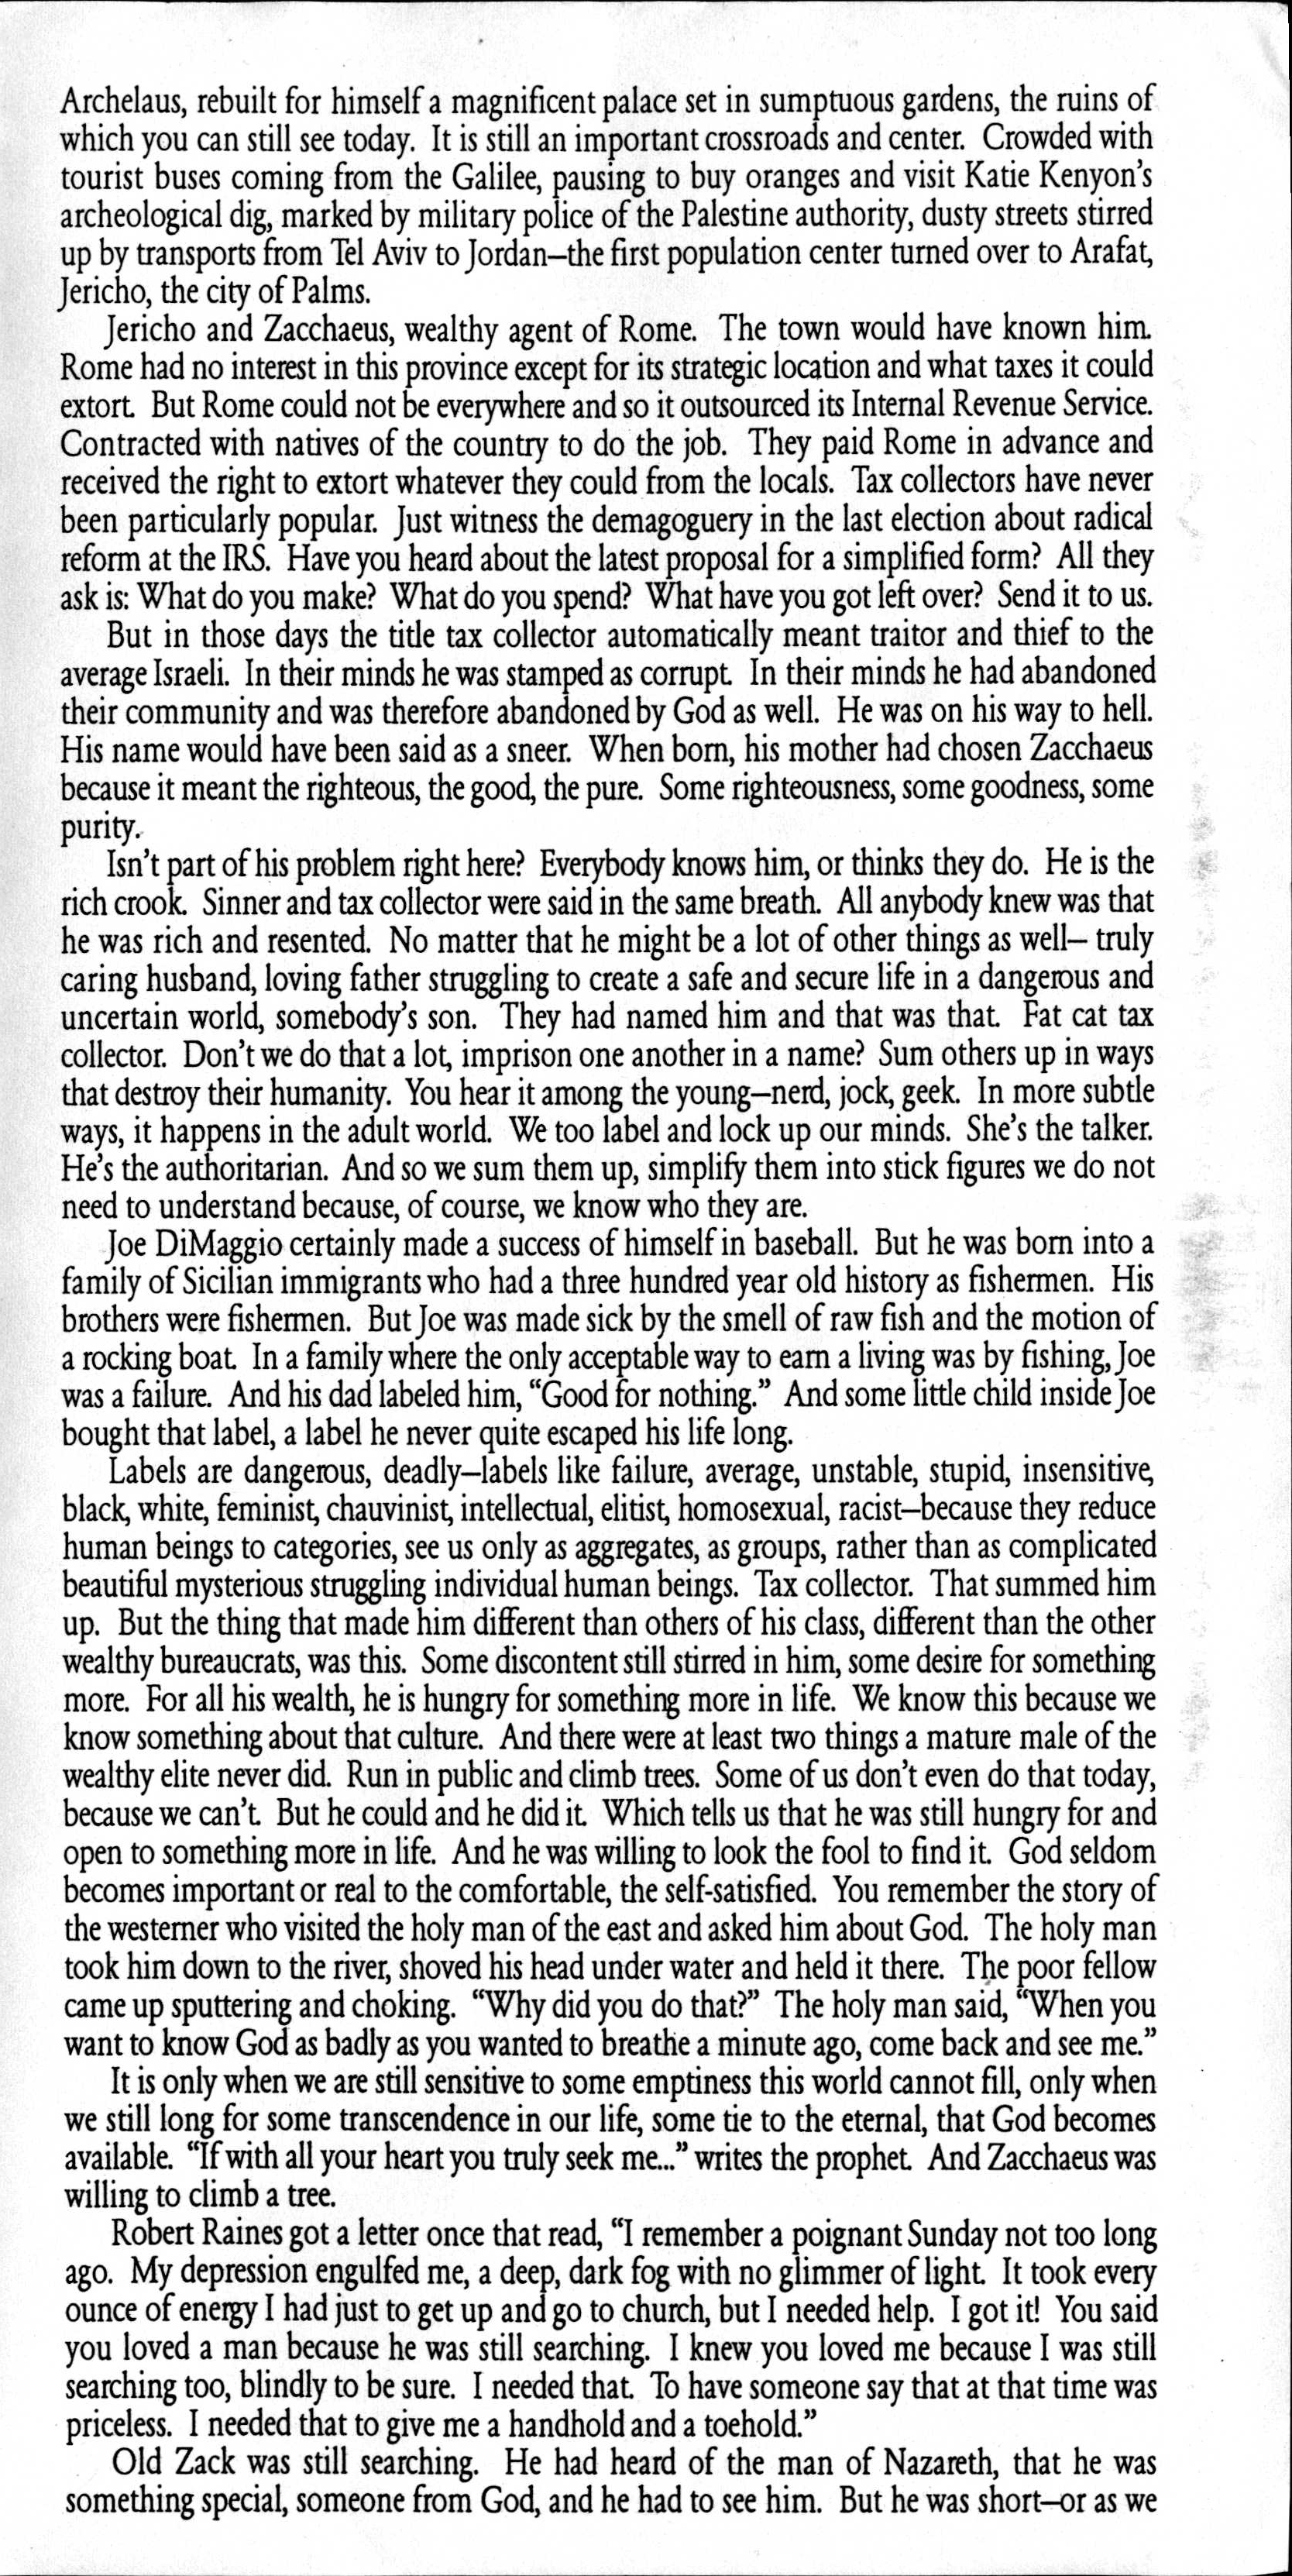 Archelaus, rebuilt for himself a magnificent palace set in sumptuous gardens, the ruins of
which you can still see today. It is still an important crossroads and center. Crowded with
tourist buses coming from the Galilee, pausing to buy oranges and visit Katie Kenyon's
archeological dig, marked by military police of the Palestine authority, dusty streets stirred
up by transports from Tel Aviv to Jordan–the first population center turned over to Arafat,
Jericho, the city of Palms.
Jericho and Zacchaeus, wealthy agent of Rome. The town would have known him.
Rome had no interest in this province except for its strategic location and what taxes it could
extort. But Rome could not be everywhere and so it outsourced its Internal Revenue Service.
Contracted with natives of the country to do the job. They paid Rome in advance and
received the right to extort whatever they could from the locals. Tax collectors have never
been particularly popular. Just witness the demagoguery in the last election about radical
reform at the IRS. Have you heard about the latest proposal for a simplified form? All they
ask is: What do you make? What do you spend? What have you got left over? Send it to us.
But in those days the title tax collector automatically meant traitor and thief to the
average Israeli. In their minds he was stamped as corrupt. In their minds he had abandoned
their community and was therefore abandoned by God as well. He was on his way to hell.
His name would have been said as a sneer. When born, his mother had chosen Zacchaeus
because it meant the righteous, the good, the pure. Some righteousness, some goodness, some
purity.
Isn't part of his problem right here? Everybody knows him, or thinks they do. He is the
rich crook. Sinner and tax collector were said in the same breath. All anybody knew was that
he was rich and resented. No matter that he might be a lot of other things as well– truly
caring husband, loving father struggling to create a safe and secure life in a dangerous and
uncertain world, somebody's son. They had named him and that was that. Fat cat tax
collector. Don't we do that a lot, imprison one another in a name? Sum others up in ways
that destroy their humanity. You hear it among the young–nerd, jock, geek. In more subtle
ways, it happens in the adult world. We too label and lock up our minds. She's the talker.
He's the authoritarian. And so we sum them up, simplify them into stick figures we do not
need to understand because, of course, we know who they are.
Joe DiMaggio certainly made a success of himself in baseball. But he was born into a
family of Sicilian immigrants who had a three hundred year old history as fishermen. His
brothers were fishermen. But Joe was made sick by the smell of raw fish and the motion of
a rocking boat. In a family where the only acceptable way to earn a living was by fishing, Joe
was a failure. And his dad labeled him, "Good for nothing." And some little child inside Joe
bought that label, a label he never quite escaped his life long.
Labels are dangerous, deadly–labels like failure, average, unstable, stupid, insensitive,
black, white, feminist, chauvinist, intellectual, elitist, homosexual, racist–because they reduce
human beings to categories, see us only as aggregates, as groups, rather than as complicated
beautiful mysterious struggling individual human beings. Tax collector. That summed him
up. But the thing that made him different than others of his class, different than the other
wealthy bureaucrats, was this. Some discontent still stirred in him, some desire for something
more. For all his wealth, he is hungry for something more in life. We know this because we
know something about that culture. And there were at least two things a mature male of the
wealthy elite never did. Run in public and climb trees. Some of us don't even do that today,
because we can't. But he could and he did it. Which tells us that he was still hungry for and
open to something more in life. And he was willing to look the fool to find it. God seldom
becomes important or real to the comfortable, the self-satisfied. You remember the story of
the westerner who visited the holy man of the east and asked him about God. The holy man
took him down to the river, shoved his head under water and held it there. The poor fellow
came up sputtering and choking. "Why did you do that?" The holy man said, "When you
want to know God as badly as you wanted to breathe a minute ago, come back and see me."
It is only when we are still sensitive to some emptiness this world cannot fill, only when
we still long for some transcendence in our life, some tie to the eternal, that God becomes
available. "If with all your heart you truly seek me..." writes the prophet. And Zacchaeus was
willing to climb a tree.
Robert Raines got a letter once that read, "I remember a poignant Sunday not too long
ago. My depression engulfed me, a deep, dark fog with no glimmer of light. It took every
ounce of energy I had just to get up and go to church, but I needed help. I got it! You said
you loved a man because he was still searching. I knew you loved me because I was still
searching too, blindly to be sure. I needed that. To have someone say that at that time was
priceless. I needed that to give me a handhold and a toehold."
Old Zack was still searching. He had heard of the man of Nazareth, that he was
something special, someone from God, and he had to see him. But he was short–or as we